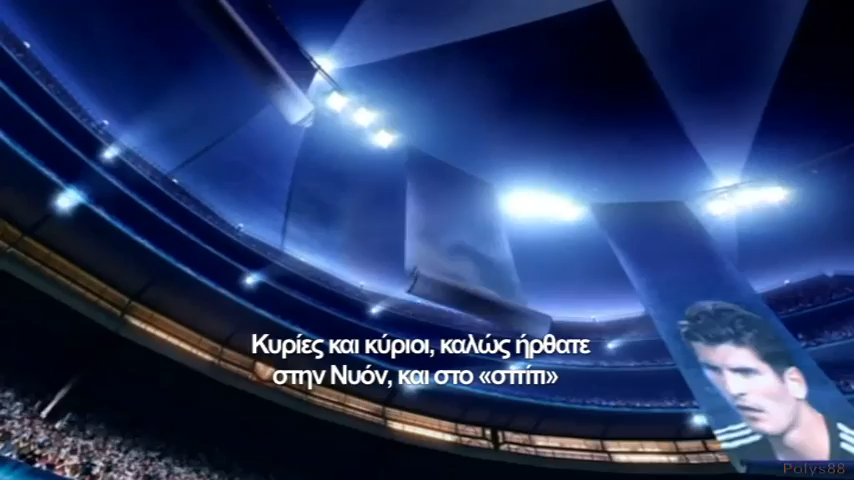 Κυρίες και κύριοι, καλώς ήρθατε
στην Νυόν, και στο «σπίτι»
Polys88